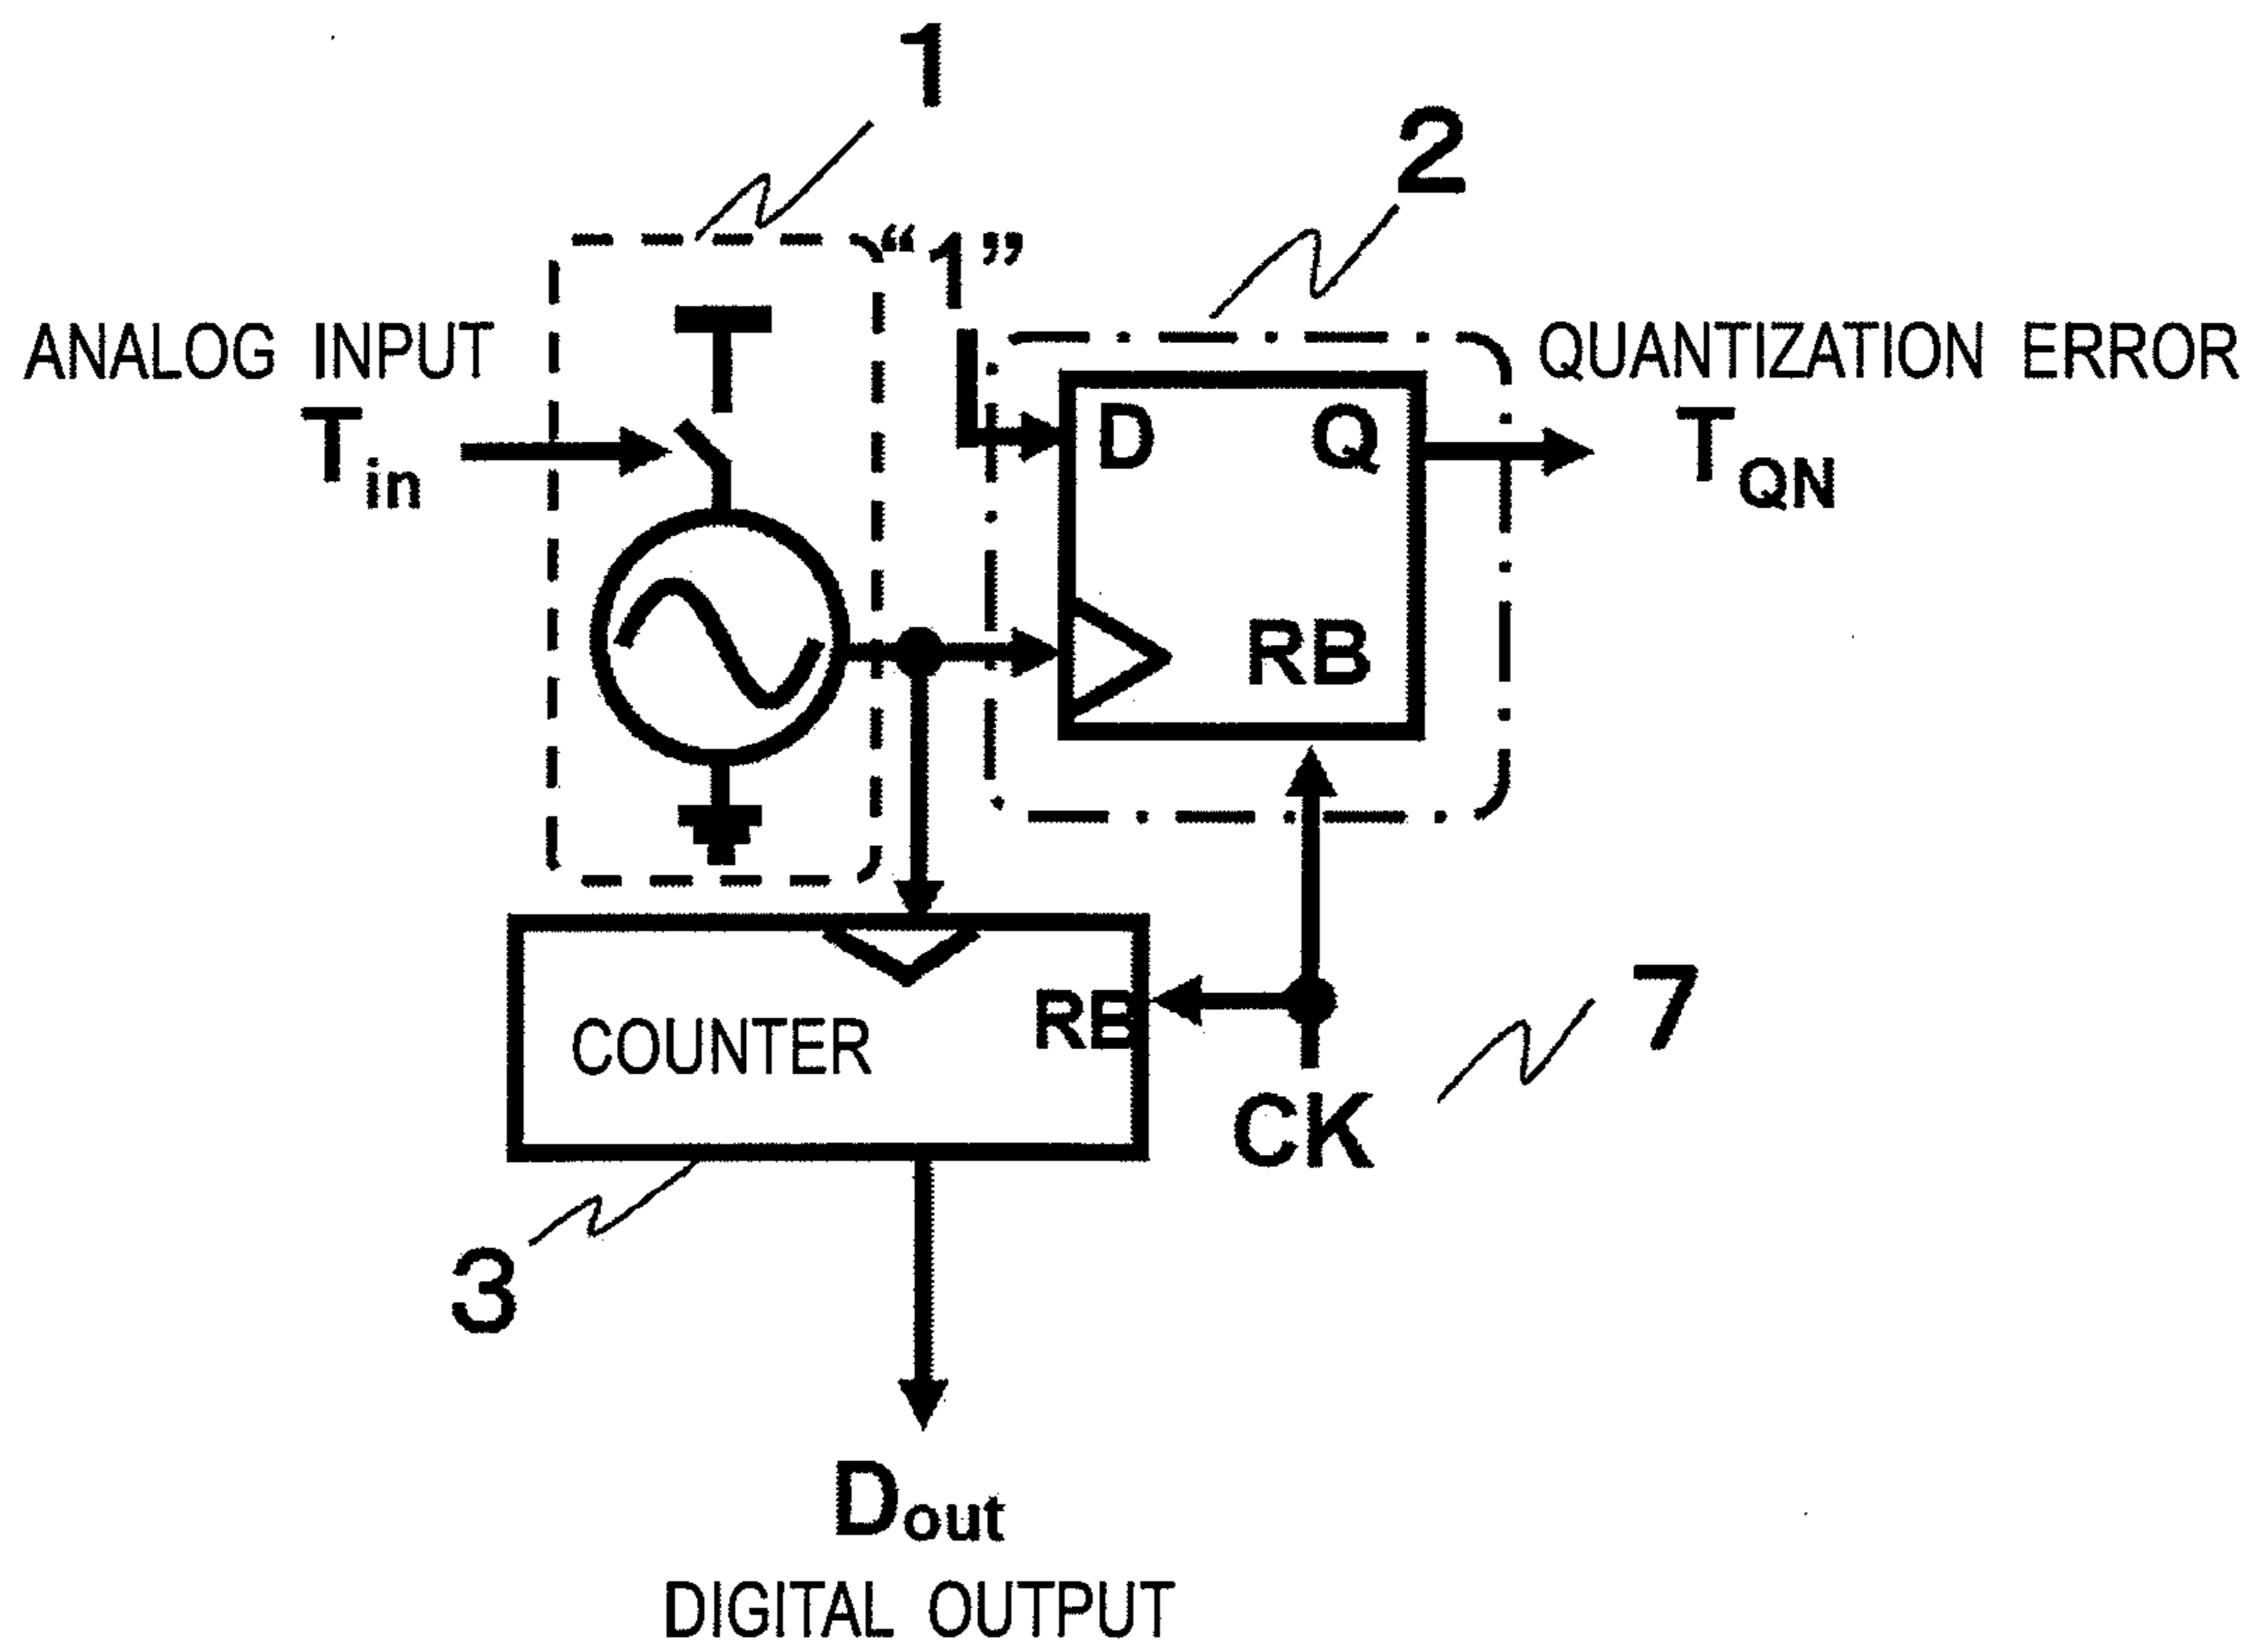 1
2
“1”
ANALOG INPUT
Tin
D
Q
QUANTIZATION ERROR
TQN
RB
COUNTER
RB
7
CK
3
Dout
DIGITAL OUTPUT